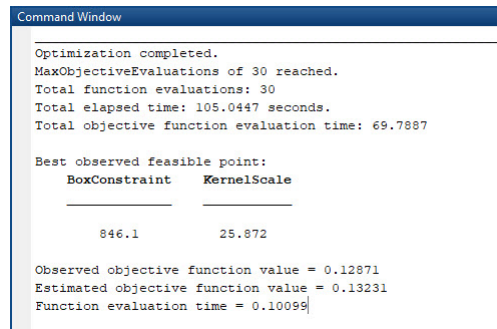 Command Window
Optimization completed.
MaxObjectiveEvaluations of 30 reached.
Total function evaluations: 30
Total elapsed time: 105.0447 seconds.
Total objective function evaluation time: 69.7887
Best observed feasible point:
BoxConstraint KernelScale
846.1 25.872
Observed objective function value = 0.12871
Estimated objective function value = 0.13231
Function evaluation time = 0.10099